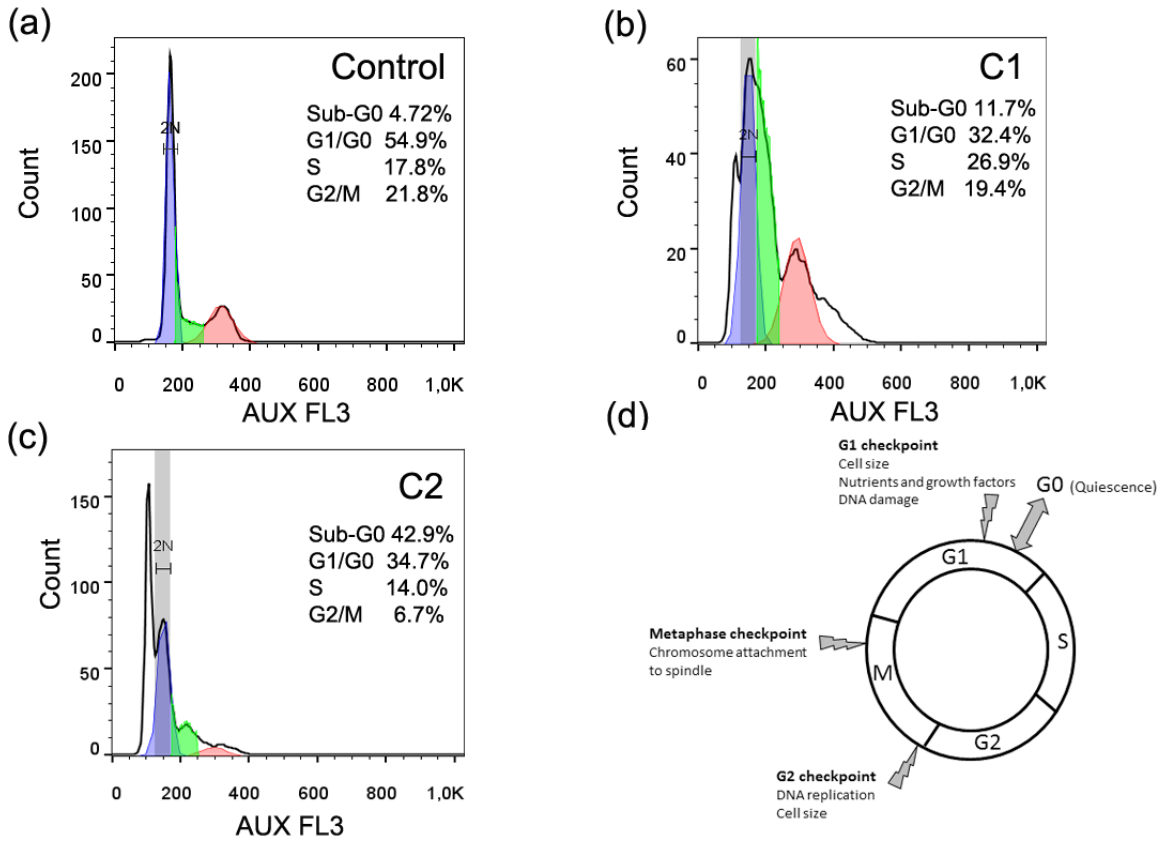 (a)
Control
Sub-G0 4.72%
G1/G0 54.9%
S 17.8%
G2/M 21.8%
2N
Count
200
150
100
50
0
0 200 400 600 800 1,0K
AUX FL3
(b)
C1
Sub-G0 11.7%
G1/G0 32.4%
S 26.9%
G2/M 19.4%
2N
Count
60
40
20
0
0 200 400 600 800 1,0K
AUX FL3
(c)
C2
Sub-G0 42.9%
G1/G0 34.7%
S 14.0%
G2/M 6.7%
2N
Count
150
100
50
0
0 200 400 600 800 1,0K
AUX FL3
(d)
G1 checkpoint
Cell size
Nutrients and growth factors
DNA damage
G0 (Quiescence)
G1
S
G2
M
Metaphase checkpoint
Chromosome attachment
to spindle
G2 checkpoint
DNA replication
Cell size